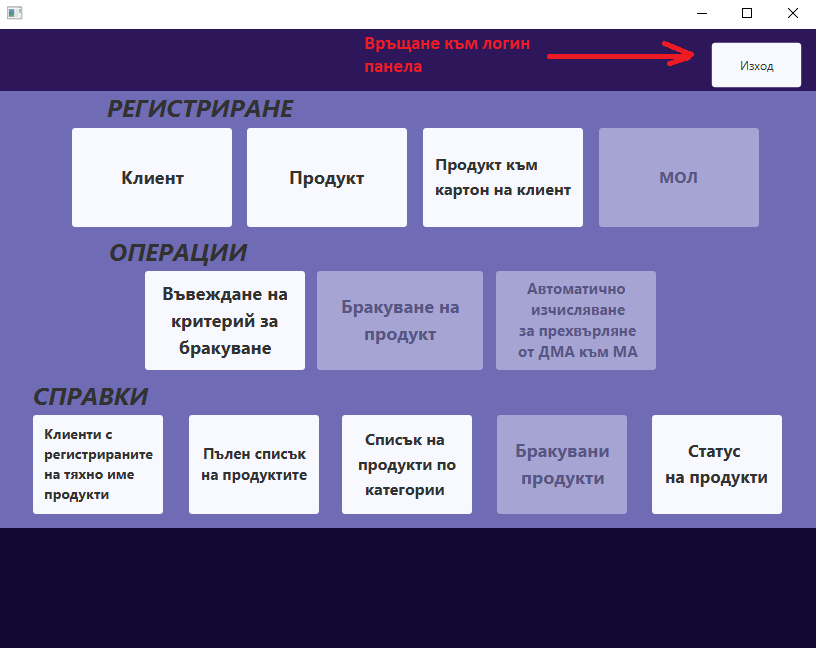 Връщане към логин
панела
Изход
РЕГИСТРИРАНЕ
Клиент
Продукт
Продукт към
картон на клиент
МОЛ
ОПЕРАЦИИ
Въвеждане на
критерий за
бракуване
Бракуване на
продукт
Автоматично
изчисляване
за прехвърляне
от ДМА към МА
СПРАВКИ
Клиенти с
регистрираните
на тяхно име
продукти
Пълен списък
на продуктите
Списък на
продукти по
категории
Бракувани
продукти
Статус
на продукти